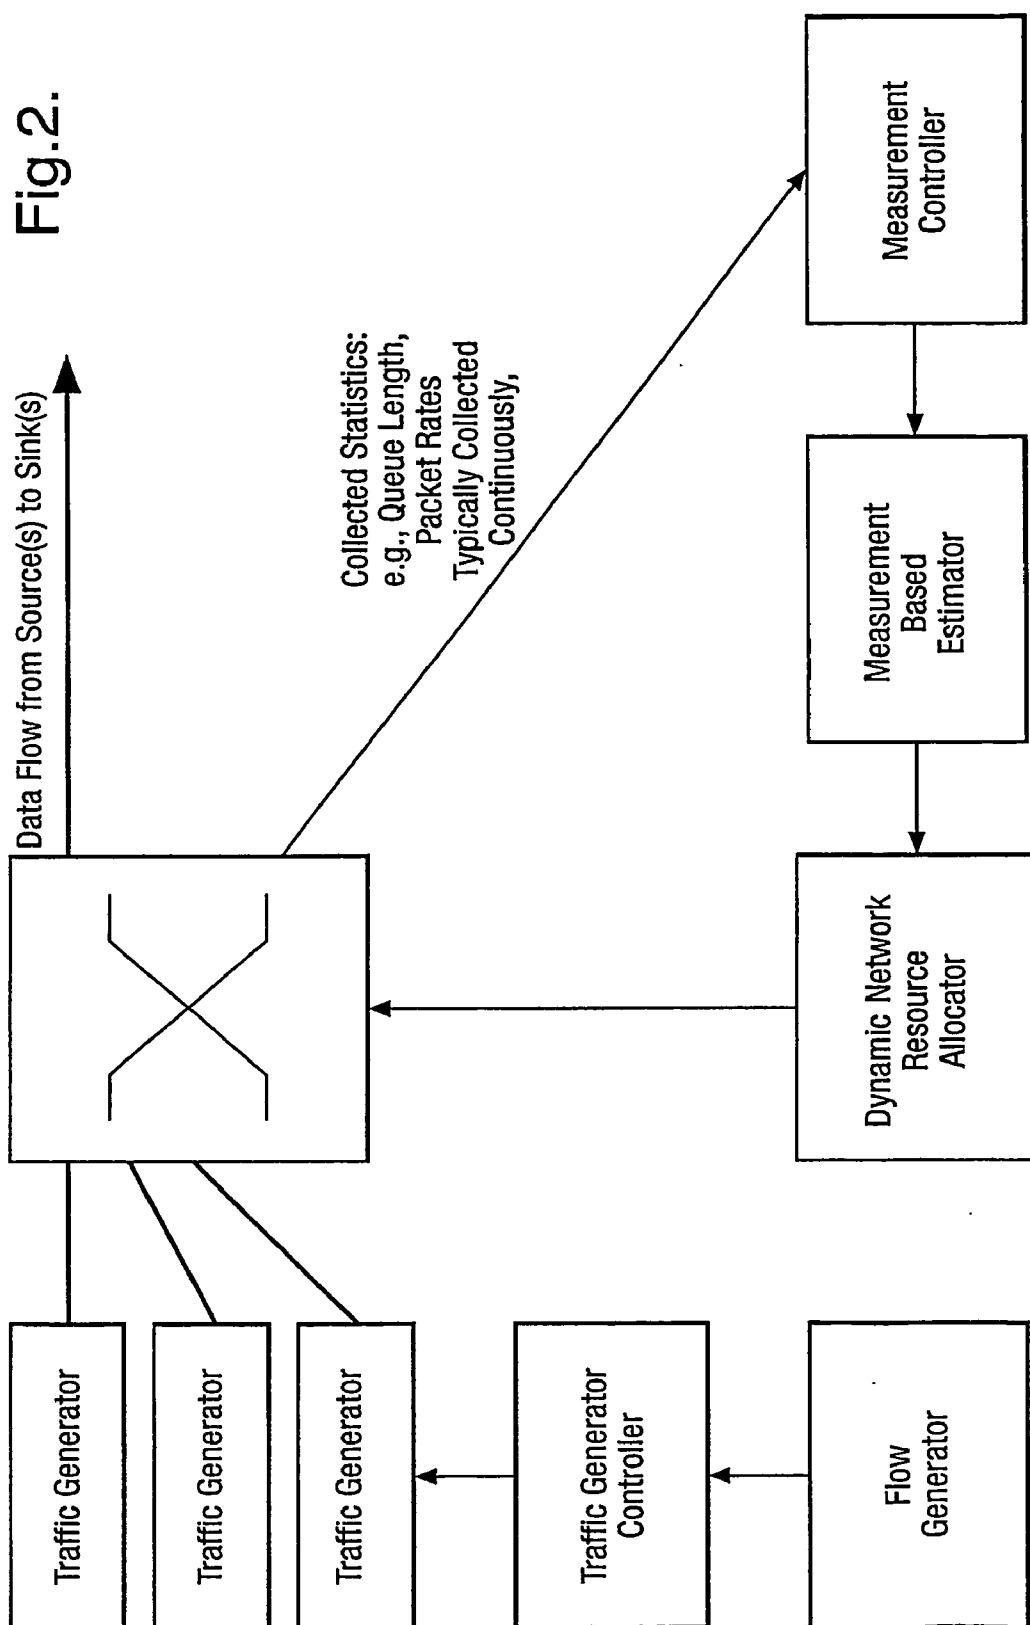 Fig.2.
Data Flow from Source(s) to Sink(s)
Traffic Generator
Traffic Generator
Traffic Generator
Collected Statistics:
e.g., Queue Length,
Packet Rates
Typically Collected
Continuously,
Traffic Generator
Controller
Flow
Generator
Dynamic Network
Resource
Allocator
Measurement
Based
Estimator
Measurement
Controller